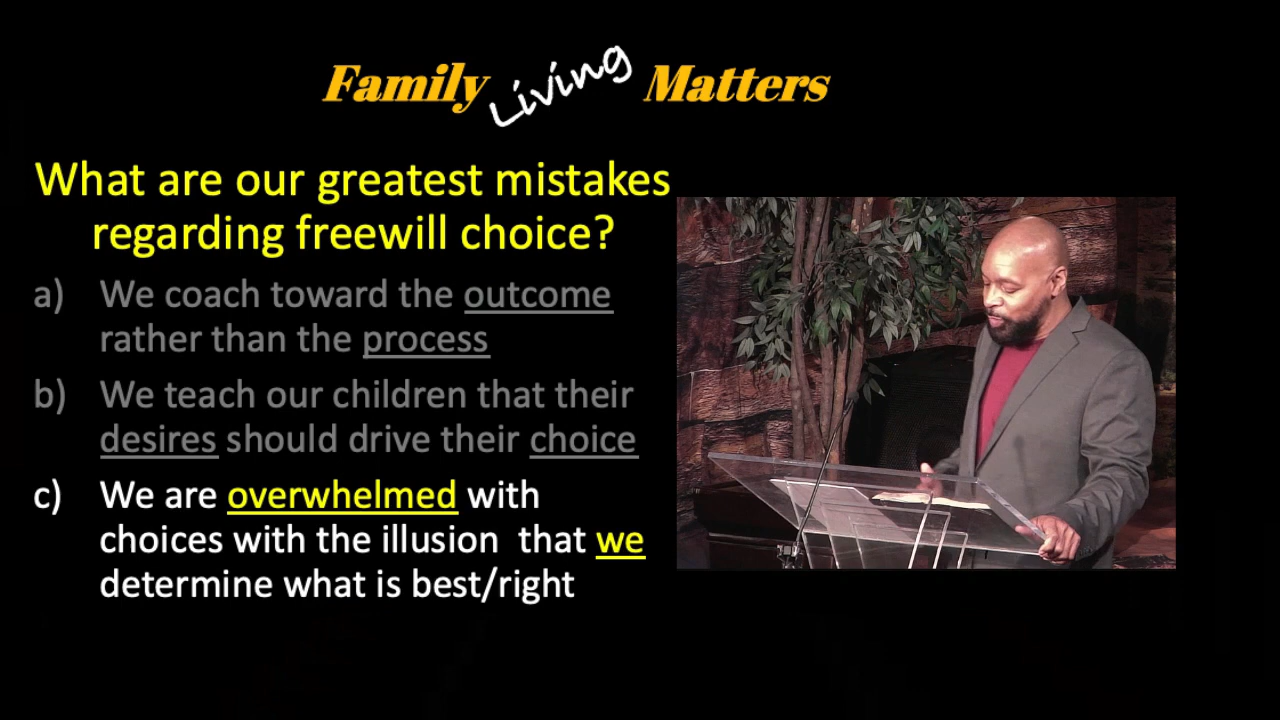 Family Living Matters
What are our greatest mistakes
regarding freewill choice?
a) We coach toward the outcome
rather than the process
b) We teach our children that their
desires should drive their choice
c) We are overwhelmed with
choices with the illusion  that we
determine what is best/right